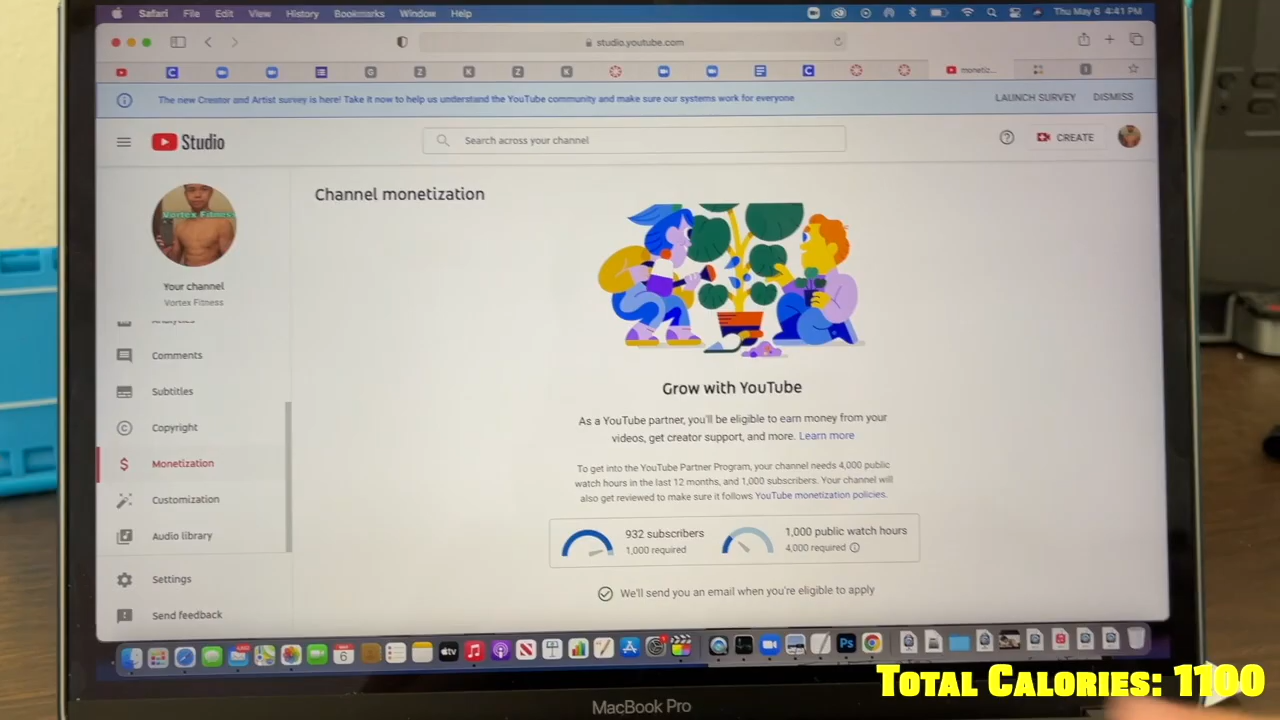 Safari File Edit View History Bookmarks Window Help Thu May 6 4:41 PM
studio.youtube.com
monetiz...
The new Creator and Artist survey is here! Take it now to help us understand the YouTube community and make sure our systems work for everyone LAUNCH SURVEY DISMISS
Studio
Search across your channel
CREATE
Channel monetization
Vortex Fitness
Your channel
Vortex Fitness
Analytics
Comments
Subtitles
Copyright
Monetization
Customization
Audio library
Settings
Send feedback
Grow with YouTube
As a YouTube partner, you'll be eligible to earn money from your
videos, get creator support, and more. Learn more
To get into the YouTube Partner Program, your channel needs 4,000 public
watch hours in the last 12 months, and 1,000 subscribers. Your channel will
also get reviewed to make sure it follows YouTube monetization policies.
932 subscribers
1,000 required
1,000 public watch hours
4,000 required
We'll send you an email when you're eligible to apply
MacBook Pro
Total Calories: 1100